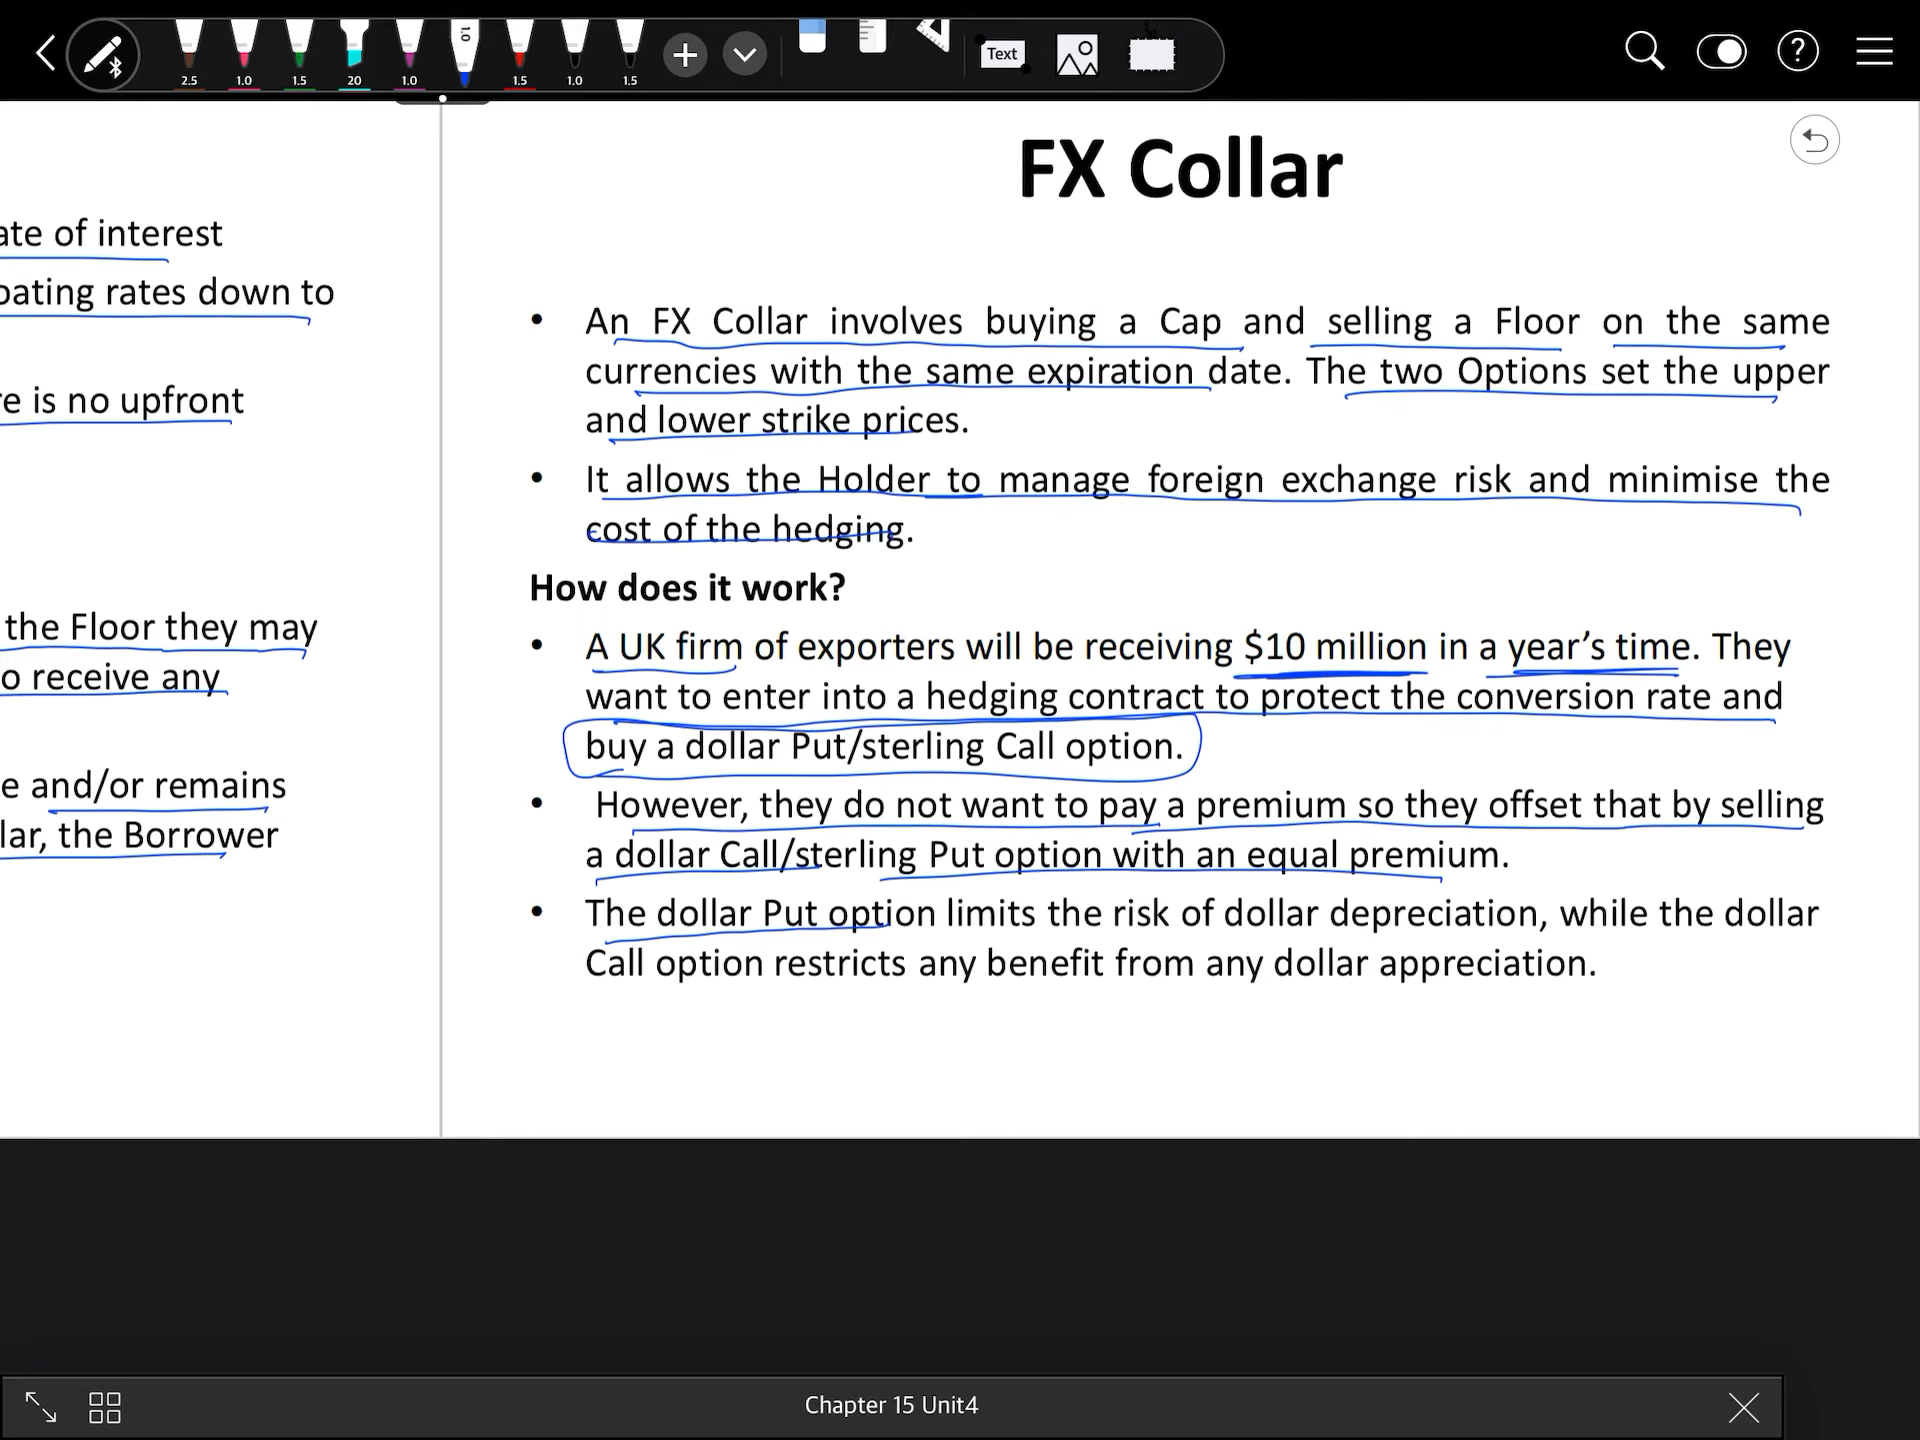 2.5
1.0
1.5
20
1.0
1.0
1.5
1.0
1.5
Text
?
ate of interest
oating rates down to
re is no upfront
the Floor they may
o receive any
e and/or remains
lar, the Borrower
FX Collar
• An FX Collar involves buying a Cap and selling a Floor on the same
currencies with the same expiration date. The two Options set the upper
and lower strike prices.
• It allows the Holder to manage foreign exchange risk and minimise the
cost of the hedging.
How does it work?
• A UK firm of exporters will be receiving $10 million in a year’s time. They
want to enter into a hedging contract to protect the conversion rate and
buy a dollar Put/sterling Call option.
• However, they do not want to pay a premium so they offset that by selling
a dollar Call/sterling Put option with an equal premium.
• The dollar Put option limits the risk of dollar depreciation, while the dollar
Call option restricts any benefit from any dollar appreciation.
Chapter 15 Unit4